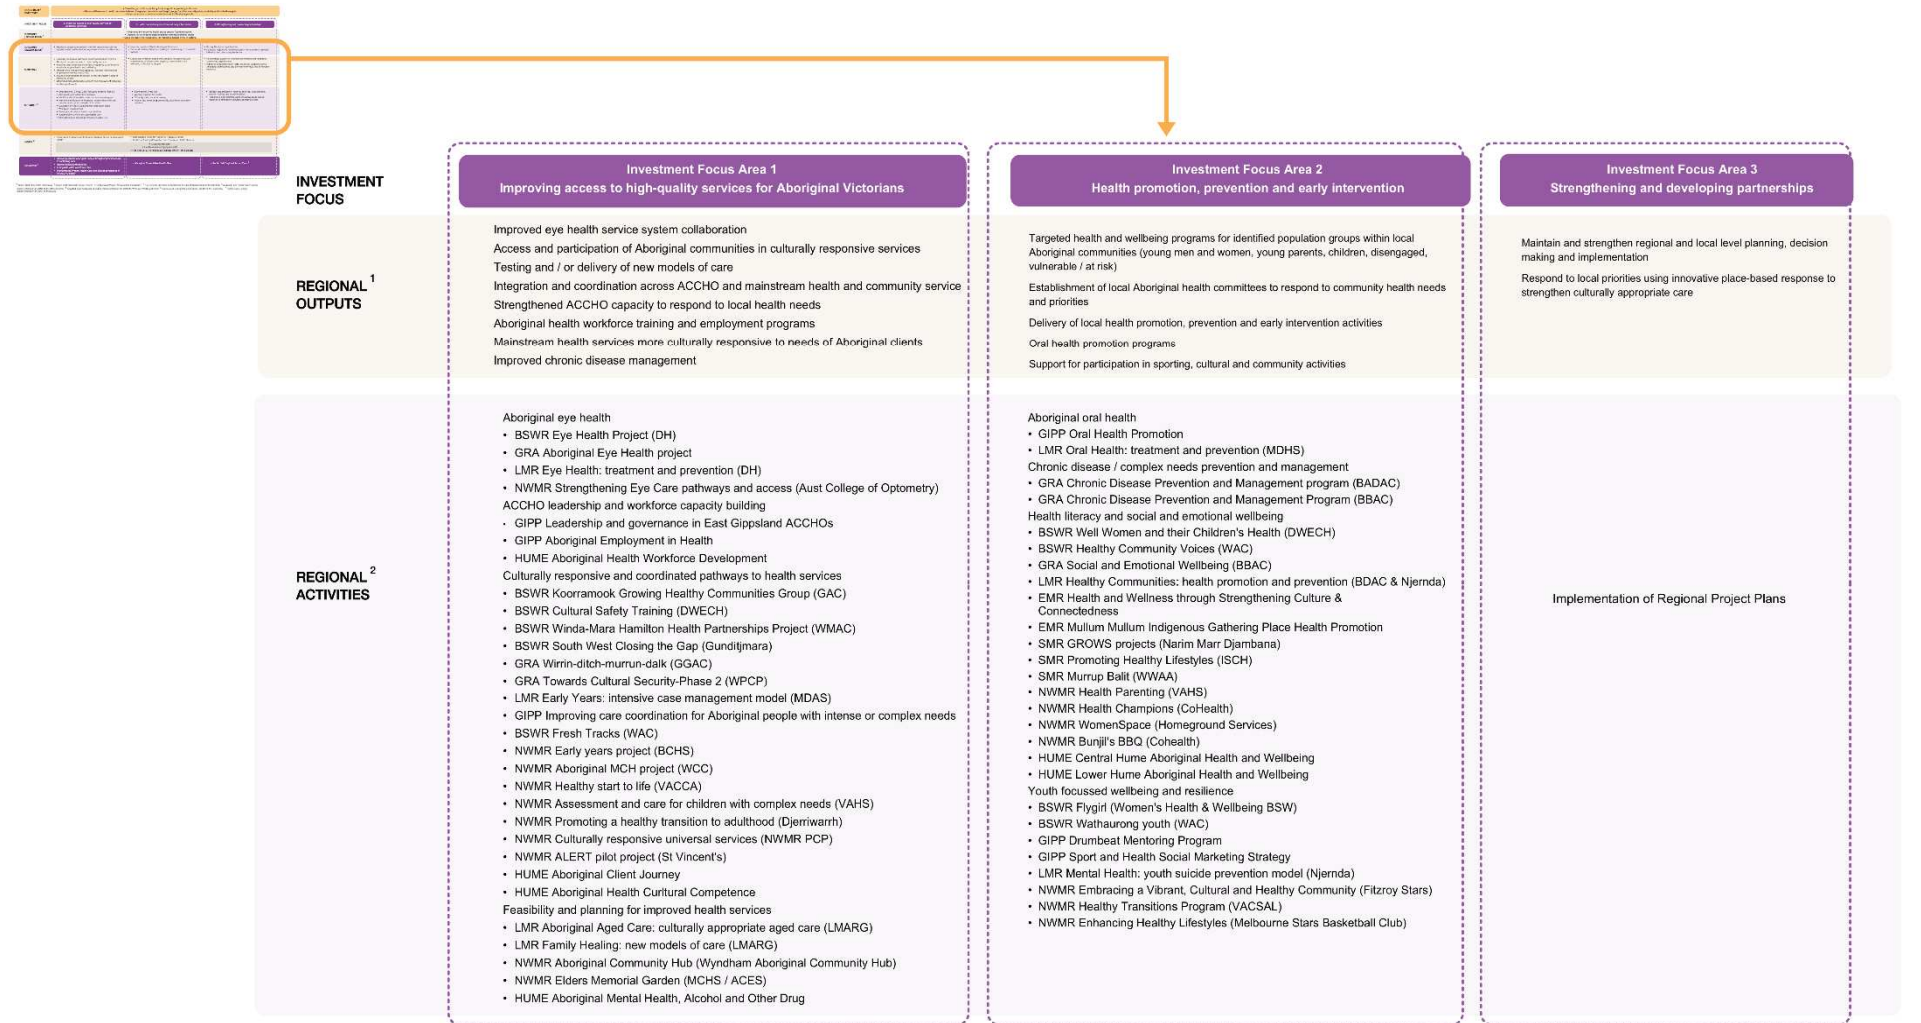 INVESTMENT
FOCUS
Investment Focus Area 1
Improving access to high-quality services for Aboriginal Victorians
Investment Focus Area 2
Health promotion, prevention and early intervention
Investment Focus Area 3
Strengthening and developing partnerships
REGIONAL 1
OUTPUTS
Improved eye health service system collaboration
Access and participation of Aboriginal communities in culturally responsive services
Testing and / or delivery of new models of care
Integration and coordination across ACCHO and mainstream health and community service
Strengthened ACCHO capacity to respond to local health needs
Aboriginal health workforce training and employment programs
Mainstream health services more culturally responsive to needs of Aboriginal clients
Improved chronic disease management
Targeted health and wellbeing programs for identified population groups within local
Aboriginal communities (young men and women, young parents, children, disengaged,
vulnerable / at risk)
Establishment of local Aboriginal health committees to respond to community health needs
and priorities
Delivery of local health promotion, prevention and early intervention activities
Oral health promotion programs
Support for participation in sporting, cultural and community activities
Maintain and strengthen regional and local level planning, decision
making and implementation
Respond to local priorities using innovative place-based response to
strengthen culturally appropriate care
REGIONAL 2
ACTIVITIES
Aboriginal eye health
• BSWR Eye Health Project (DH)
• GRA Aboriginal Eye Health project
• LMR Eye Health: treatment and prevention (DH)
• NWMR Strengthening Eye Care pathways and access (Aust College of Optometry)
ACCHO leadership and workforce capacity building
• GIPP Leadership and governance in East Gippsland ACCHOs
• GIPP Aboriginal Employment in Health
• HUME Aboriginal Health Workforce Development
Culturally responsive and coordinated pathways to health services
• BSWR Koorramook Growing Healthy Communities Group (GAC)
• BSWR Cultural Safety Training (DWECH)
• BSWR Winda-Mara Hamilton Health Partnerships Project (WMAC)
• BSWR South West Closing the Gap (Gunditjmara)
• GRA Wirrin-ditch-murrun-dalk (GGAC)
• GRA Towards Cultural Security-Phase 2 (WPCP)
• LMR Early Years: intensive case management model (MDAS)
• GIPP Improving care coordination for Aboriginal people with intense or complex needs
• BSWR Fresh Tracks (WAC)
• NWMR Early years project (BCHS)
• NWMR Aboriginal MCH project (WCC)
• NWMR Healthy start to life (VACCA)
• NWMR Assessment and care for children with complex needs (VAHS)
• NWMR Promoting a healthy transition to adulthood (Djerriwarrh)
• NWMR Culturally responsive universal services (NWMR PCP)
• NWMR ALERT pilot project (St Vincent's)
• HUME Aboriginal Client Journey
• HUME Aboriginal Health Curltural Competence
Feasibility and planning for improved health services
• LMR Aboriginal Aged Care: culturally appropriate aged care (LMARG)
• LMR Family Healing: new models of care (LMARG)
• NWMR Aboriginal Community Hub (Wyndham Aboriginal Community Hub)
• NWMR Elders Memorial Garden (MCHS / ACES)
• HUME Aboriginal Mental Health, Alcohol and Other Drug
Aboriginal oral health
• GIPP Oral Health Promotion
• LMR Oral Health: treatment and prevention (MDHS)
Chronic disease / complex needs prevention and management
• GRA Chronic Disease Prevention and Management program (BADAC)
• GRA Chronic Disease Prevention and Management Program (BBAC)
Health literacy and social and emotional wellbeing
• BSWR Well Women and their Children's Health (DWECH)
• BSWR Healthy Community Voices (WAC)
• GRA Social and Emotional Wellbeing (BBAC)
• LMR Healthy Communities: health promotion and prevention (BDAC & Njernda)
• EMR Health and Wellness through Strengthening Culture &
Connectedness
• EMR Mullum Mullum Indigenous Gathering Place Health Promotion
• SMR GROWS projects (Narim Marr Djambana)
• SMR Promoting Healthy Lifestyles (ISCH)
• SMR Murrup Balit (WWAA)
• NWMR Health Parenting (VAHS)
• NWMR Health Champions (CoHealth)
• NWMR WomenSpace (Homeground Services)
• NWMR Bunjil's BBQ (Cohealth)
• HUME Central Hume Aboriginal Health and Wellbeing
• HUME Lower Hume Aboriginal Health and Wellbeing
Youth focussed wellbeing and resilience
• BSWR Flygirl (Women's Health & Wellbeing BSW)
• BSWR Wathaurong youth (WAC)
• GIPP Drumbeat Mentoring Program
• GIPP Sport and Health Social Marketing Strategy
• LMR Mental Health: youth suicide prevention model (Njernda)
• NWMR Embracing a Vibrant, Cultural and Healthy Community (Fitzroy Stars)
• NWMR Healthy Transitions Program (VACSAL)
• NWMR Enhancing Healthy Lifestyles (Melbourne Stars Basketball Club)
Implementation of Regional Project Plans